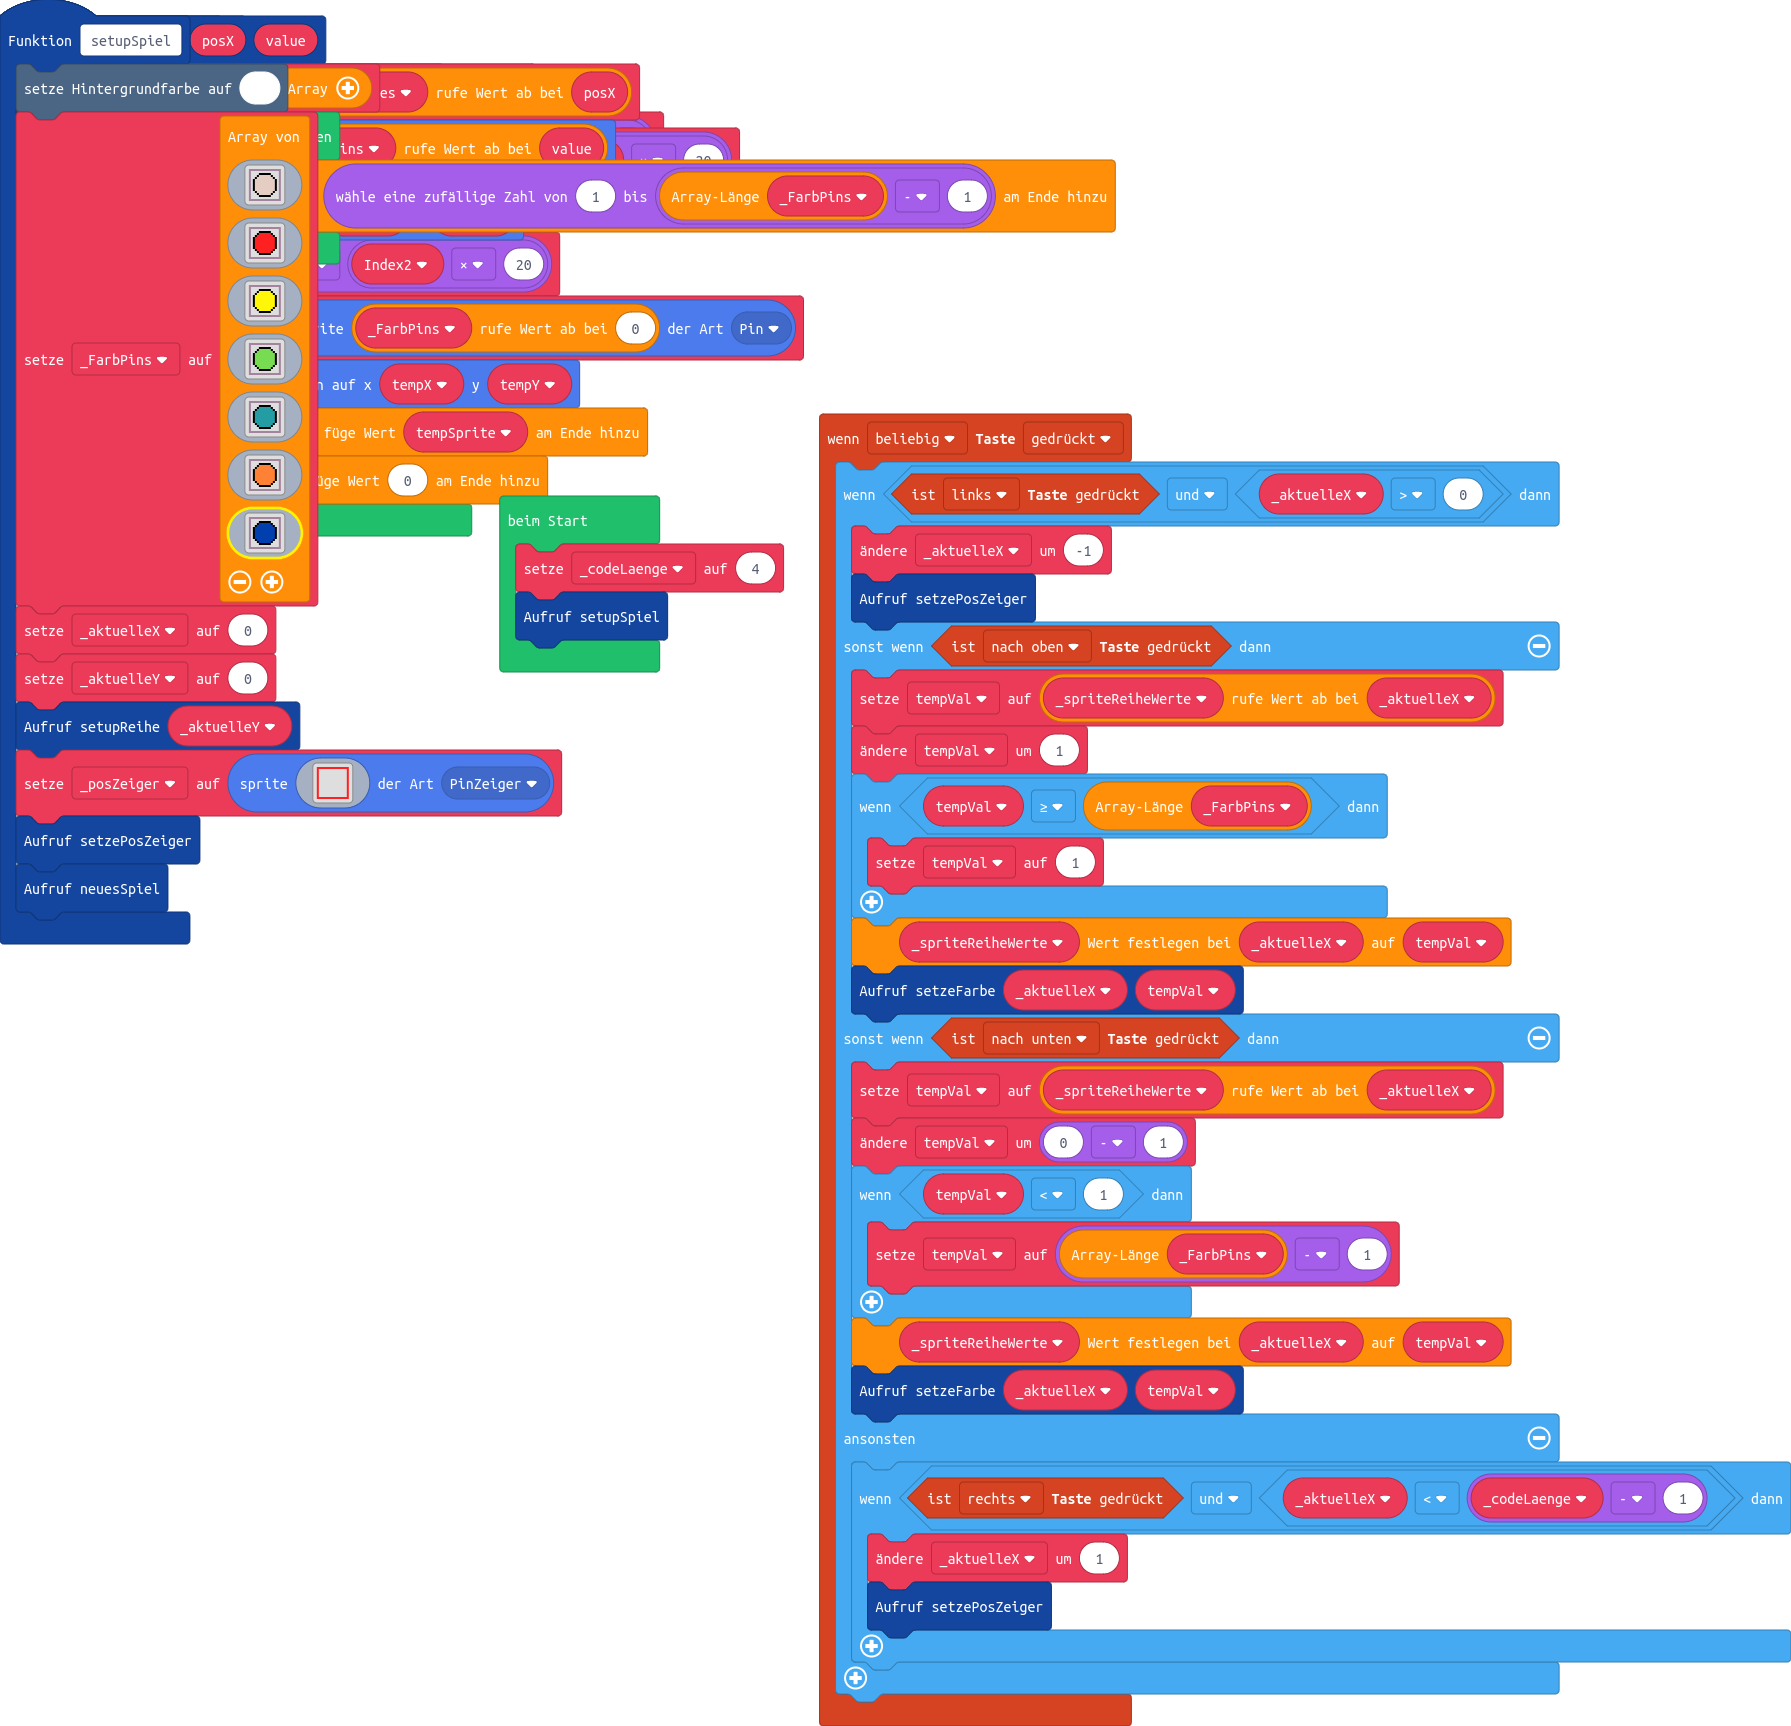 Funktion setupSpiel posX value
setze Hintergrundfarbe auf Array
es rufe Wert ab bei posX
Array von en
ins rufe Wert ab bei value
wähle eine zufällige Zahl von 1 bis Array-Länge _FarbPins - 1 am Ende hinzu
Index2 × 20
setze _FarbPins auf
ite _FarbPins rufe Wert ab bei 0 der Art Pin
auf x tempX y tempY
füge Wert tempSprite am Ende hinzu
üge Wert 0 am Ende hinzu
setze _aktuelleX auf 0
setze _aktuelleY auf 0
Aufruf setupReihe _aktuelleY
setze _posZeiger auf sprite der Art PinZeiger
Aufruf setzePosZeiger
Aufruf neuesSpiel
beim Start
setze _codeLaenge auf 4
Aufruf setupSpiel
wenn beliebig Taste gedrückt
wenn ist links Taste gedrückt und _aktuelleX > 0 dann
ändere _aktuelleX um -1
Aufruf setzePosZeiger
sonst wenn ist nach oben Taste gedrückt dann
setze tempVal auf _spriteReiheWerte rufe Wert ab bei _aktuelleX
ändere tempVal um 1
wenn tempVal ≥ Array-Länge _FarbPins dann
setze tempVal auf 1
_spriteReiheWerte Wert festlegen bei _aktuelleX auf tempVal
Aufruf setzeFarbe _aktuelleX tempVal
sonst wenn ist nach unten Taste gedrückt dann
setze tempVal auf _spriteReiheWerte rufe Wert ab bei _aktuelleX
ändere tempVal um 0 - 1
wenn tempVal < 1 dann
setze tempVal auf Array-Länge _FarbPins - 1
_spriteReiheWerte Wert festlegen bei _aktuelleX auf tempVal
Aufruf setzeFarbe _aktuelleX tempVal
ansonsten
wenn ist rechts Taste gedrückt und _aktuelleX < _codeLaenge - 1 dann
ändere _aktuelleX um 1
Aufruf setzePosZeiger